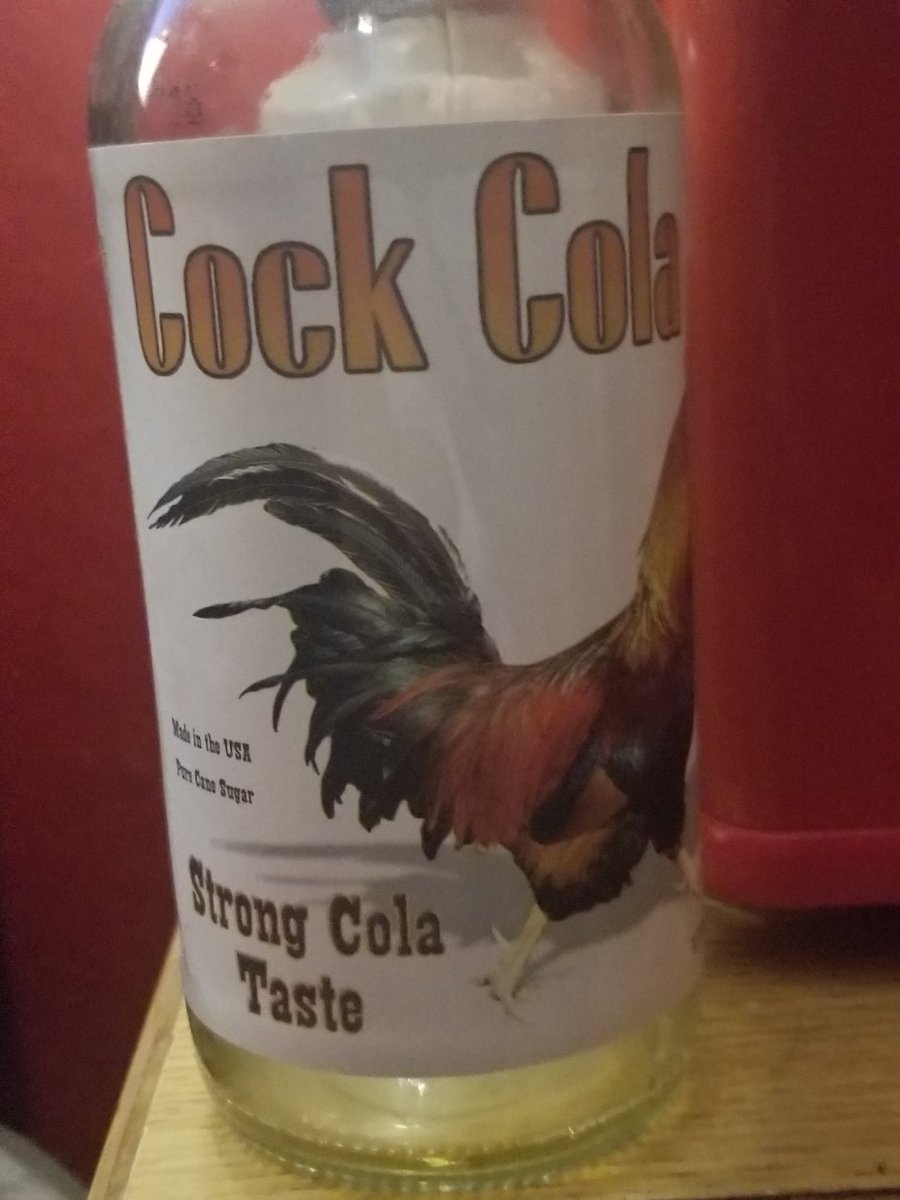 Cock Cola
Made in the USA
Pure Cane Sugar
Strong Cola
Taste